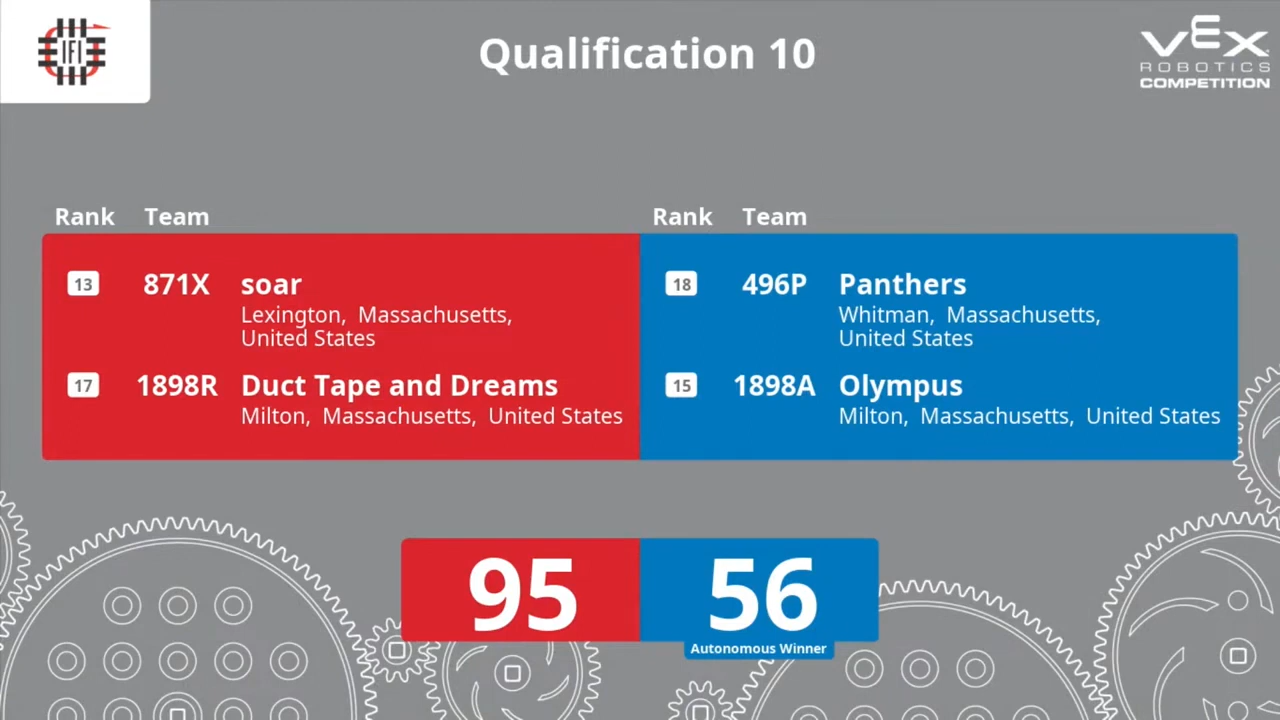 IFI
Qualification 10
VEX
ROBOTICS
COMPETITION
Rank Team
Rank Team
13 871X soar
Lexington, Massachusetts,
United States
17 1898R Duct Tape and Dreams
Milton, Massachusetts, United States
18 496P Panthers
Whitman, Massachusetts,
United States
15 1898A Olympus
Milton, Massachusetts, United States
95
56
Autonomous Winner